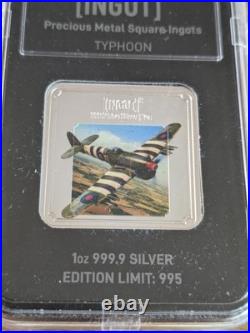 [INGOT]
Precious Metal Square Ingots
TYPHOON
1oz 999.9 SILVER
EDITION LIMIT: 995